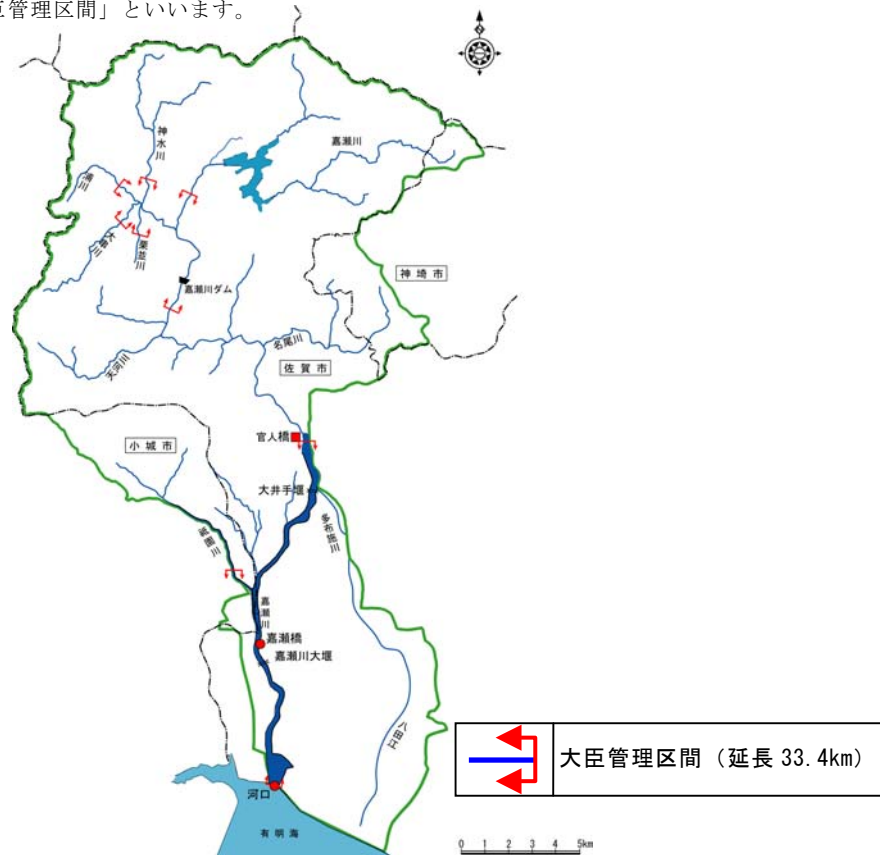 臣管理区間」といいます。
N
神水川
嘉瀬川
浦川
大串川
栗並川
神埼市
嘉瀬川ダム
名尾川
佐賀市
天河川
官人橋
小城市
大井手堰
多布施川
祇園川
嘉瀬川
嘉瀬橋
嘉瀬川大堰
八田江
大臣管理区間（延長 33.4km）
河口
有明海
0 1 2 3 4 5km